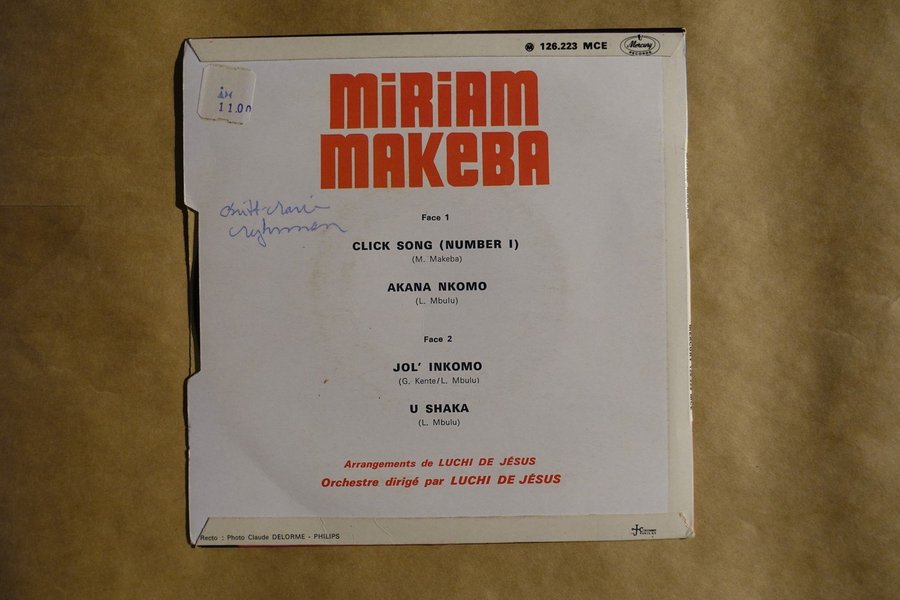 Ⓜ 126.223 MCE
Mercury
RECORDS
11.00
MiRiAM
MAKeBA
Face 1
CLICK SONG (NUMBER I)
(M. Makeba)
AKANA NKOMO
(L. Mbulu)
Face 2
JOL' INKOMO
(G. Kente/L. Mbulu)
U SHAKA
(L. Mbulu)
Arrangements de LUCHI DE JÉSUS
Orchestre dirigé par LUCHI DE JÉSUS
Recto : Photo Claude DELORME - PHILIPS